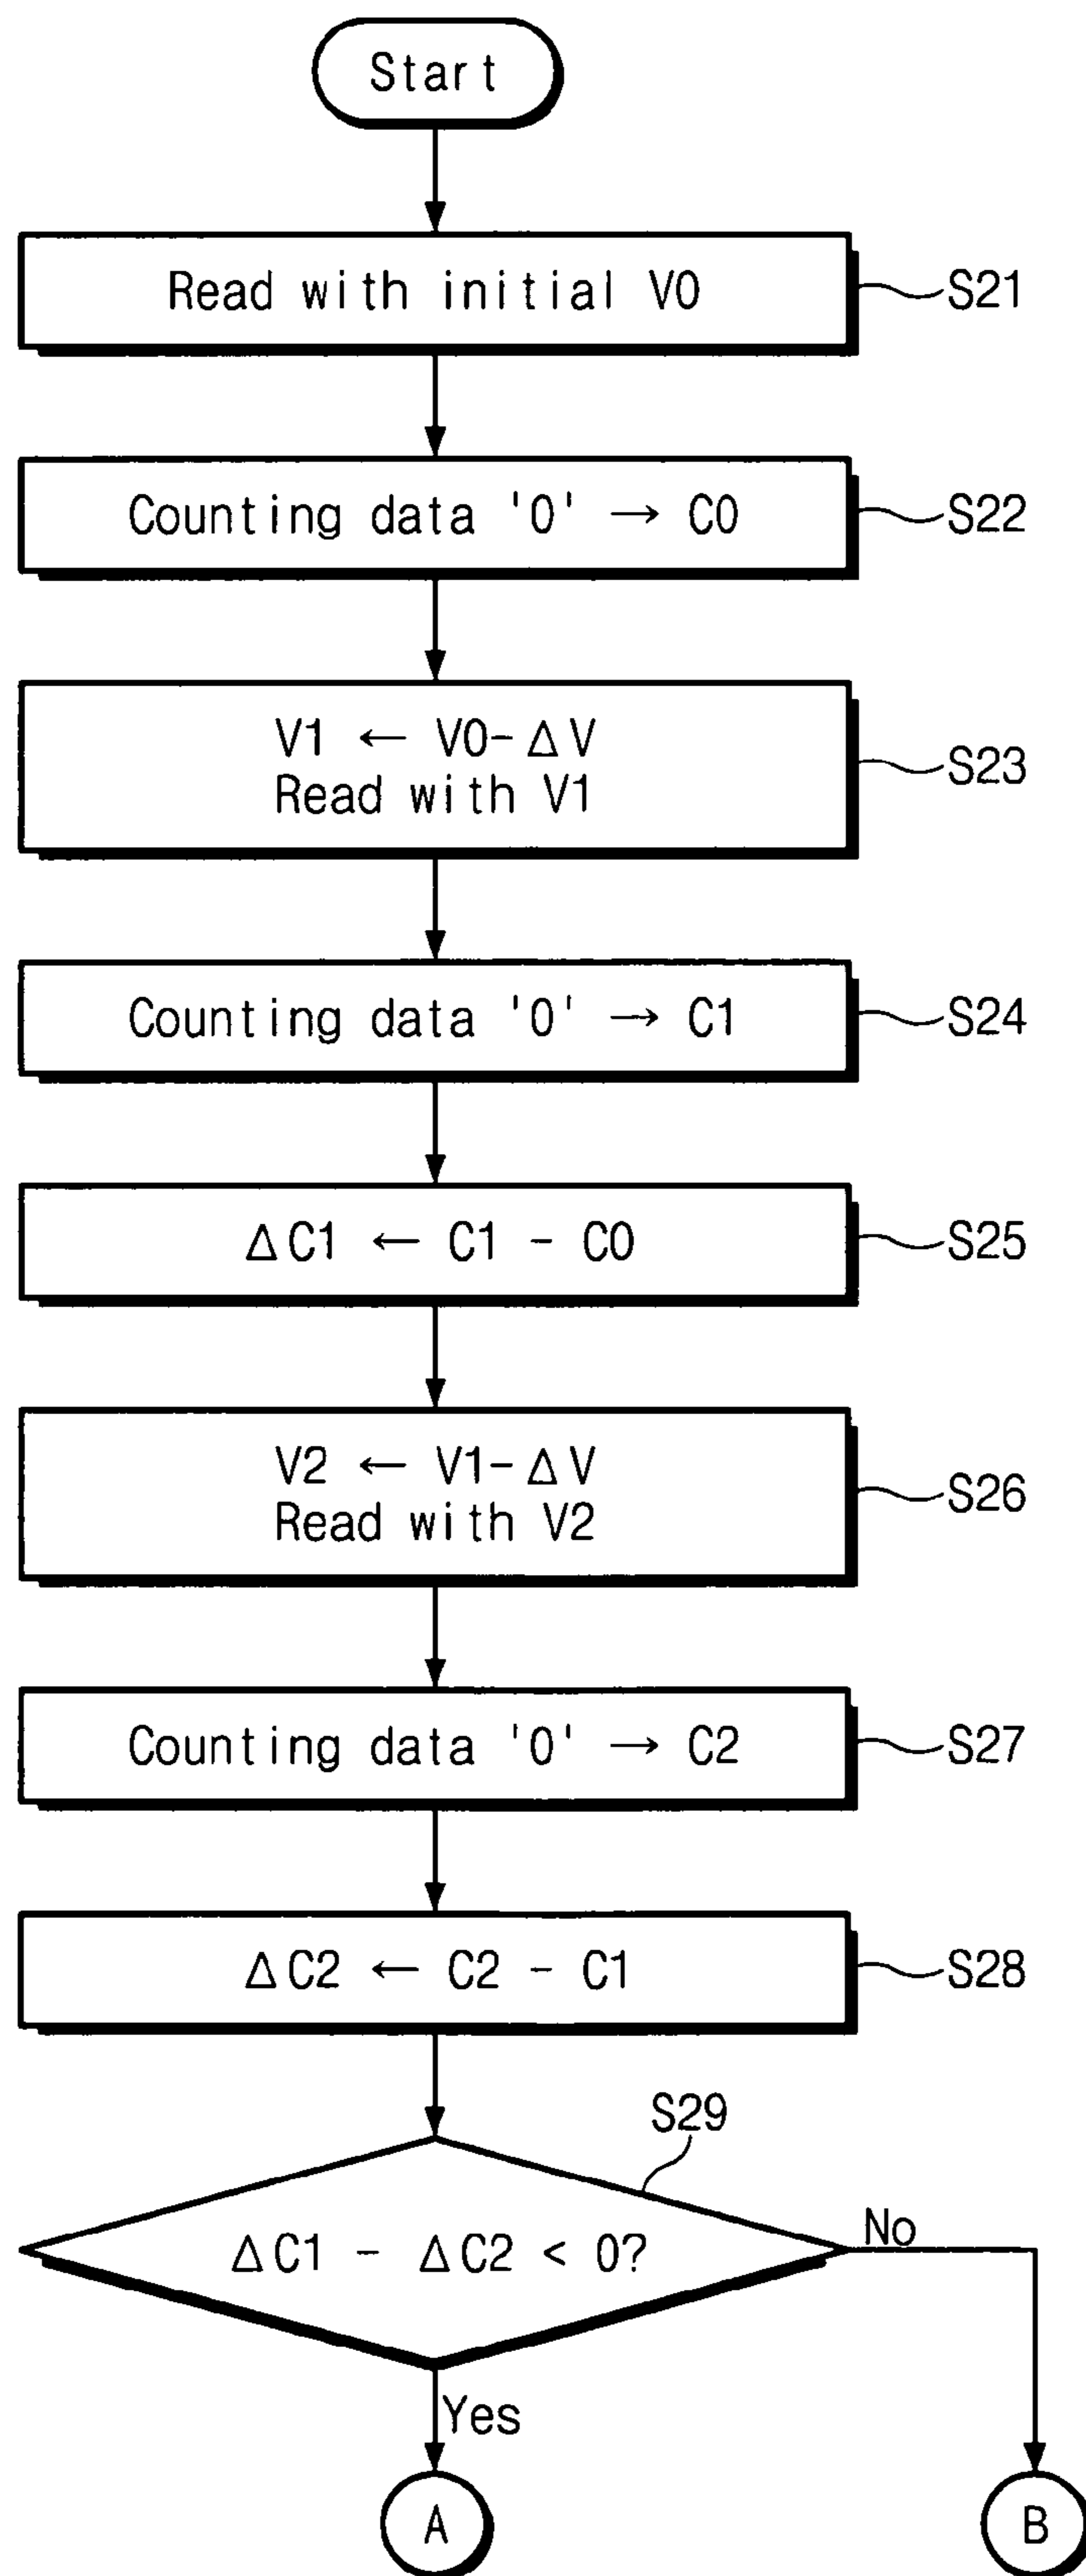 Start
Read with initial V0
S21
Counting data '0' → C0
S22
V1 ← V0-ΔV
Read with V1
S23
Counting data '0' → C1
S24
ΔC1 ← C1 - C0
S25
V2 ← V1-ΔV
Read with V2
S26
Counting data '0' → C2
S27
ΔC2 ← C2 - C1
S28
S29
ΔC1 - ΔC2 < 0?
No
Yes
A
B